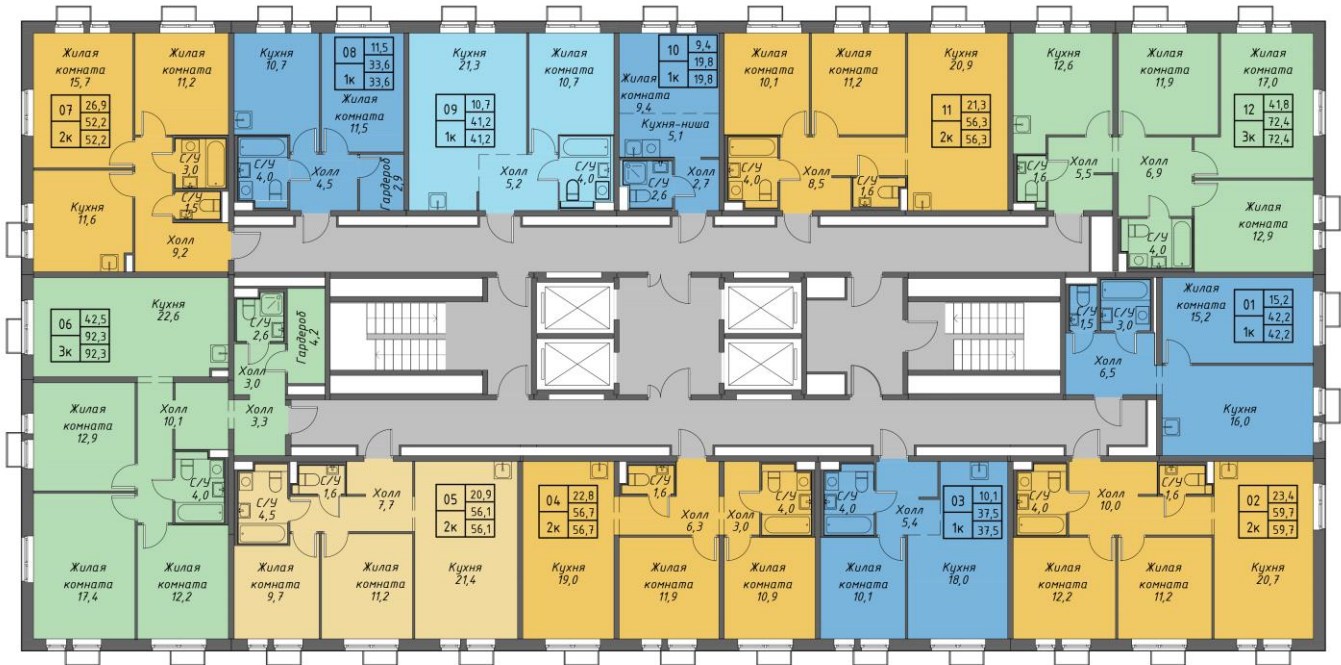 Жилая
комната
15,7
07
26,9
52,2
2к
52,2
Жилая
комната
11,2
С/У
3,0
С/У
1,5
Кухня
11,6
Холл
9,2
Кухня
10,7
08
11,5
33,6
1к
33,6
Жилая
комната
11,5
С/У
4,0
Холл
4,5
Гардероб
2,9
Кухня
21,3
09
10,7
41,2
1к
41,2
Жилая
комната
10,7
Холл
5,2
С/У
4,0
10
9,4
19,8
1к
19,8
Жилая
комната
9,4
Кухня-ниша
5,1
С/У
2,6
Холл
2,7
Жилая
комната
10,1
Жилая
комната
11,2
Кухня
20,9
11
21,3
56,3
2к
56,3
С/У
4,0
Холл
8,5
С/У
1,6
Кухня
12,6
Жилая
комната
11,9
Жилая
комната
17,0
12
41,8
72,4
3к
72,4
С/У
1,6
Холл
5,5
Холл
6,9
С/У
4,0
Жилая
комната
12,9
Кухня
22,6
06
42,5
92,3
3к
92,3
С/У
2,6
Гардероб
4,2
Холл
3,0
Холл
3,3
Жилая
комната
12,9
Холл
10,1
С/У
4,0
Жилая
комната
17,4
Жилая
комната
12,2
С/У
1,5
С/У
3,0
Холл
6,5
Жилая
комната
15,2
01
15,2
42,2
1к
42,2
Кухня
16,0
С/У
4,5
С/У
1,6
Холл
7,7
05
20,9
56,1
2к
56,1
Жилая
комната
9,7
Жилая
комната
11,2
Кухня
21,4
04
22,8
56,7
2к
56,7
Кухня
19,0
С/У
1,6
Холл
6,3
Холл
3,0
С/У
4,0
Жилая
комната
11,9
Жилая
комната
10,9
С/У
4,0
Холл
5,4
03
10,1
37,5
1к
37,5
Жилая
комната
10,1
Кухня
18,0
С/У
4,0
Холл
10,0
С/У
1,6
02
23,4
59,7
2к
59,7
Жилая
комната
12,2
Жилая
комната
11,2
Кухня
20,7